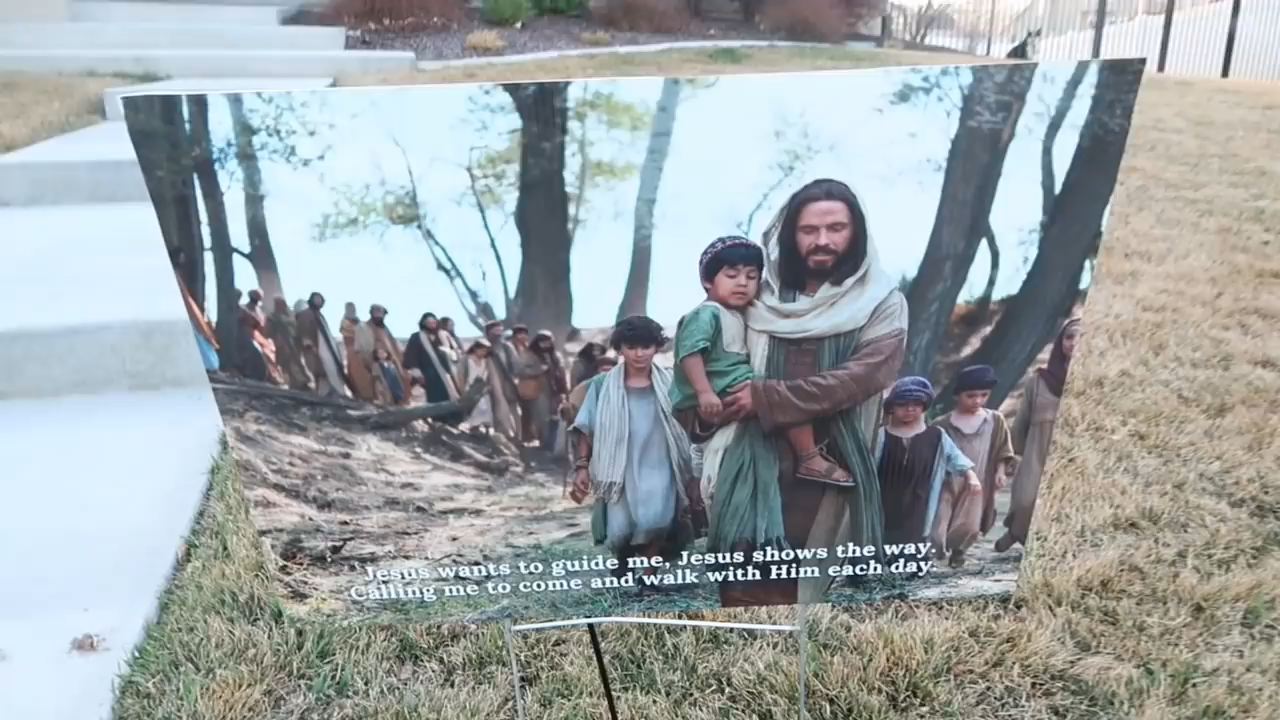 Jesus wants to guide me, Jesus shows the way.
Calling me to come and walk with Him each day.